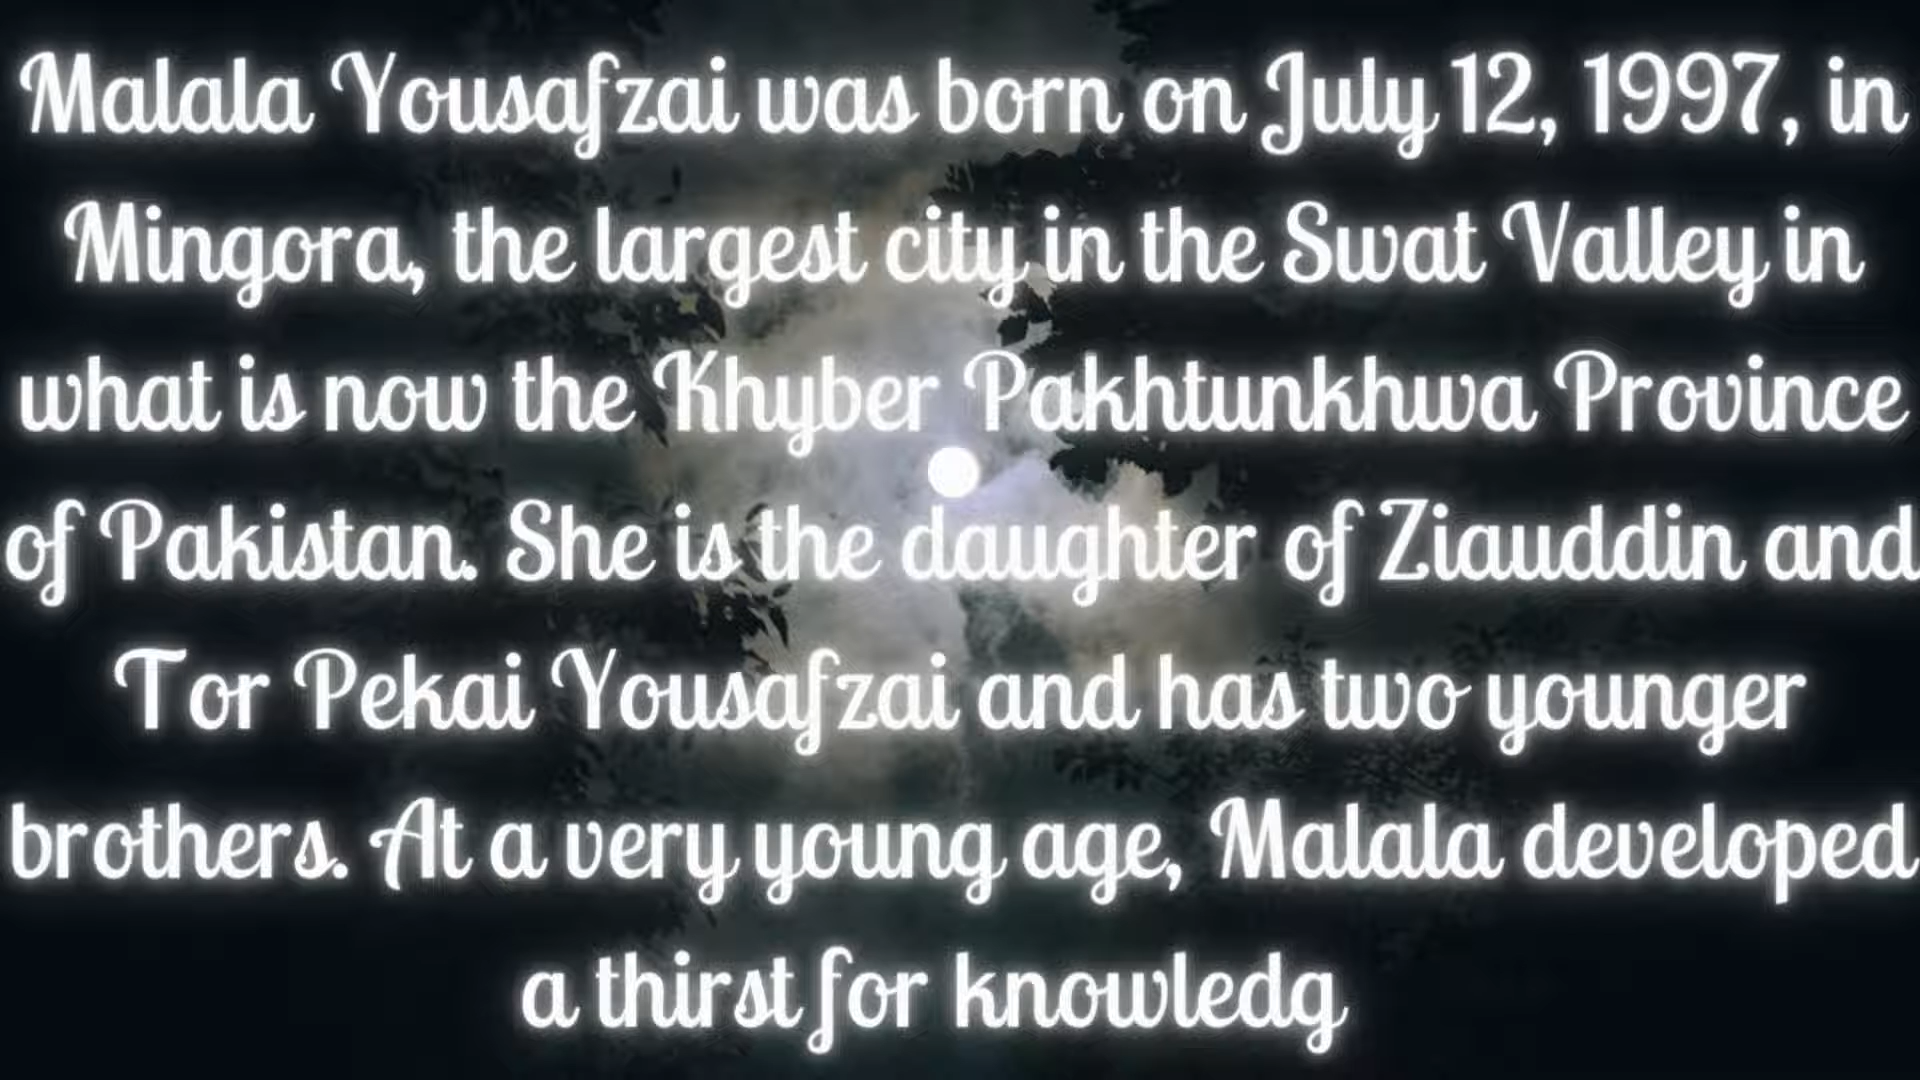 Malala Yousafzai was born on July 12, 1997, in
Mingora, the largest city in the Swat Valley in
what is now the Khyber Pakhtunkhwa Province
of Pakistan. She is the daughter of Ziauddin and
Tor Pekai Yousafzai and has two younger
brothers. At a very young age, Malala developed
a thirst for knowledg